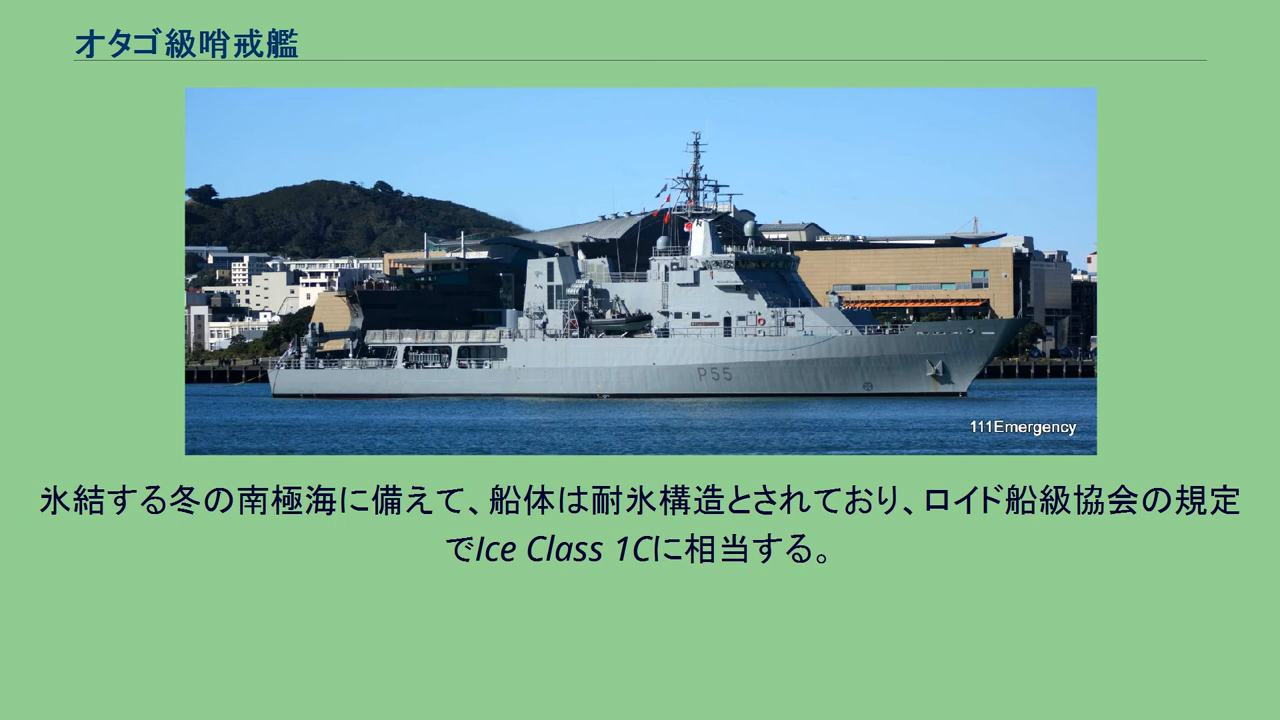 オタゴ級哨戒艦
P55
111Emergency
氷結する冬の南極海に備えて、船体は耐氷構造とされており、ロイド船級協会の規定
でIce Class 1Cに相当する。